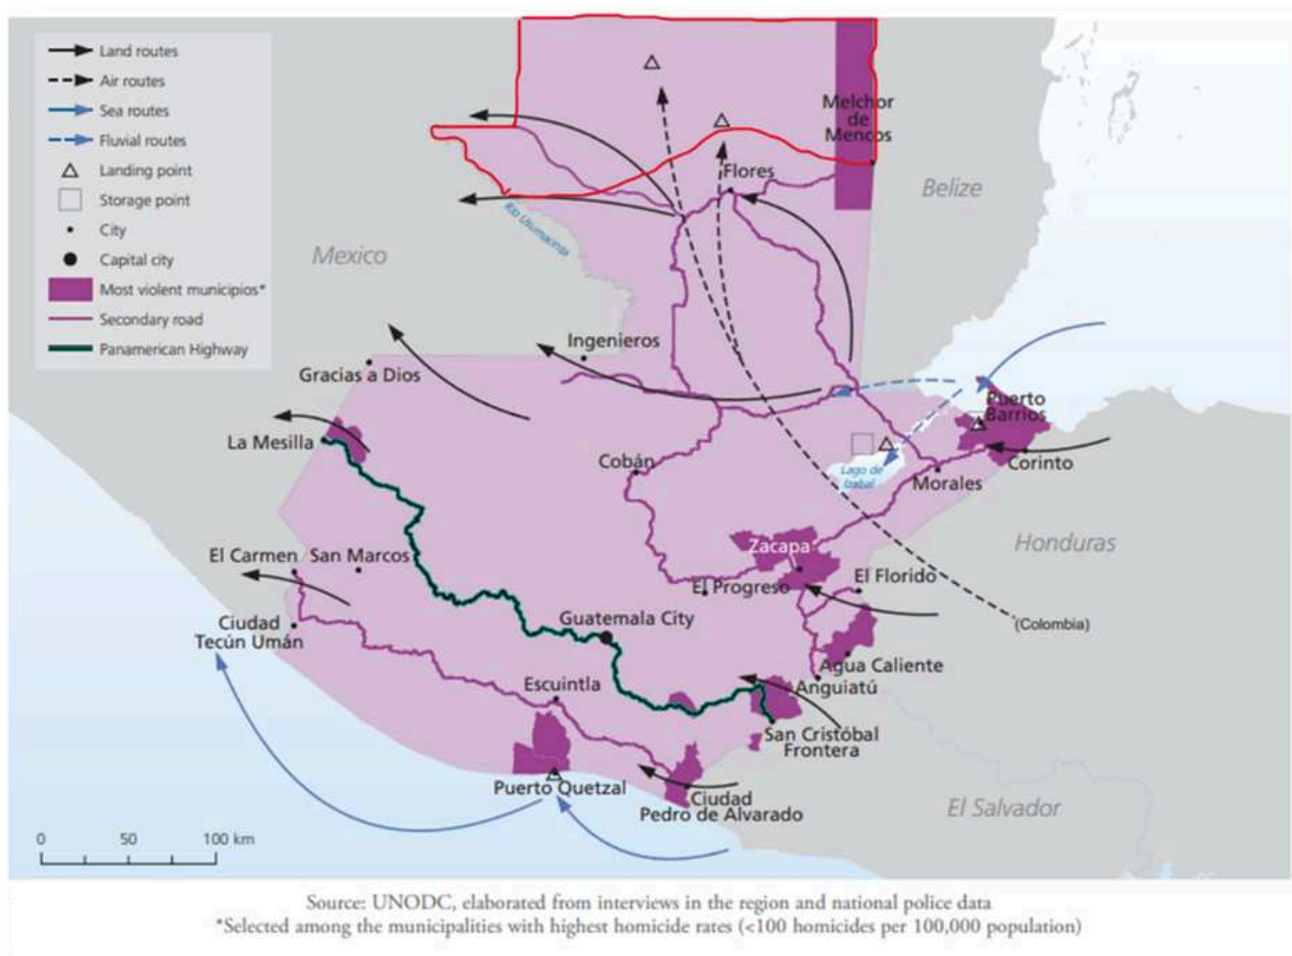 Land routes
Air routes
Sea routes
Fluvial routes
Landing point
Storage point
City
Capital city
Most violent municipios*
Secondary road
Panamerican Highway
Melchor
de
Mencos
Flores
Belize
Río Usumacinta
Mexico
Ingenieros
Gracias a Dios
La Mesilla
Puerto
Barrios
Cobán
Lago de
Izabal
Corinto
Morales
Honduras
Zacapa
El Carmen
San Marcos
El Progreso
El Florido
Guatemala City
Ciudad
Tecún Umán
(Colombia)
Agua Caliente
Anguiatú
Escuintla
San Cristóbal
Frontera
Puerto Quetzal
Ciudad
Pedro de Alvarado
El Salvador
0 50 100 km
Source: UNODC, elaborated from interviews in the region and national police data
*Selected among the municipalities with highest homicide rates (<100 homicides per 100,000 population)